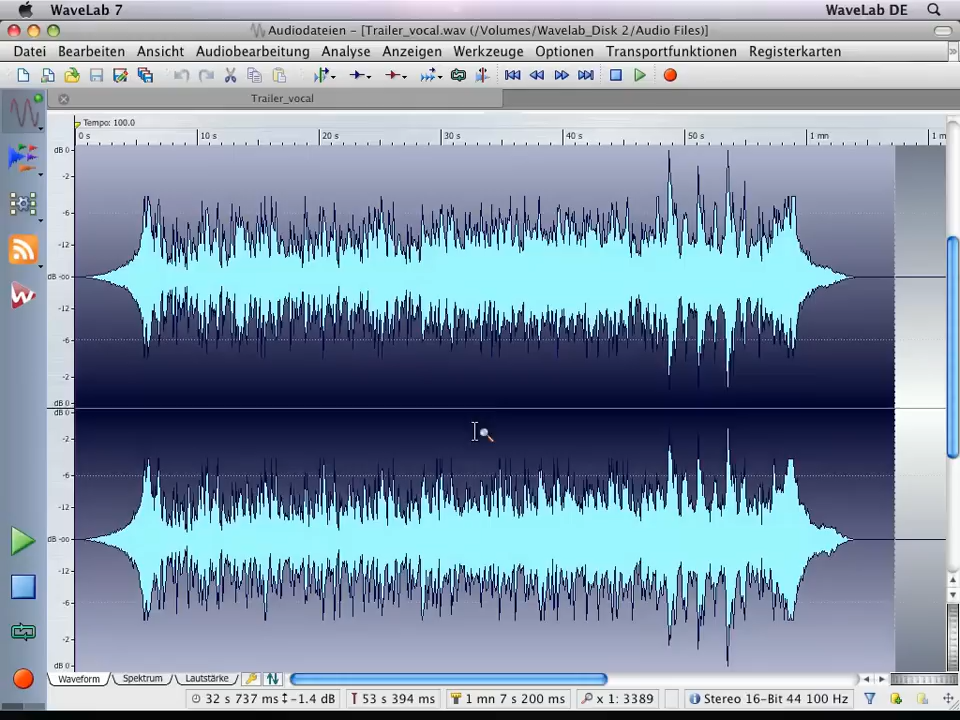 WaveLab 7
WaveLab DE
Audiodateien - [Trailer_vocal.wav (/Volumes/Wavelab_Disk 2/Audio Files)]
Datei Bearbeiten Ansicht Audiobearbeitung Analyse Anzeigen Werkzeuge Optionen Transportfunktionen Registerkarten »
Trailer_vocal
Tempo: 100.0
0 s 10 s 20 s 30 s 40 s 50 s 1 mn 1 m
dB 0
-2
-6
-12
dB -oo
-12
-6
-2
dB 0
dB 0
-2
-6
-12
dB -oo
-12
-6
-2
dB 0
Waveform Spektrum Lautstärke
32 s 737 ms -1.4 dB 53 s 394 ms 1 mn 7 s 200 ms x 1: 3389 Stereo 16-Bit 44 100 Hz